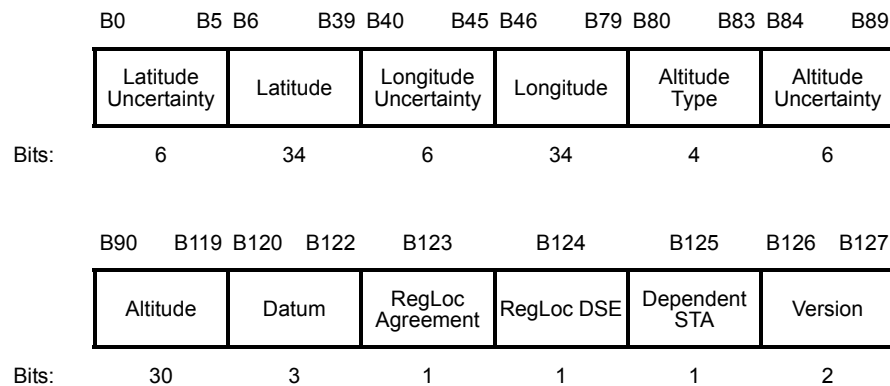 B0 B5 B6 B39 B40 B45 B46 B79 B80 B83 B84 B89
Latitude Uncertainty Latitude Longitude Uncertainty Longitude Altitude Type Altitude Uncertainty
Bits: 6 34 6 34 4 6
B90 B119 B120 B122 B123 B124 B125 B126 B127
Altitude Datum RegLoc Agreement RegLoc DSE Dependent STA Version
Bits: 30 3 1 1 1 2